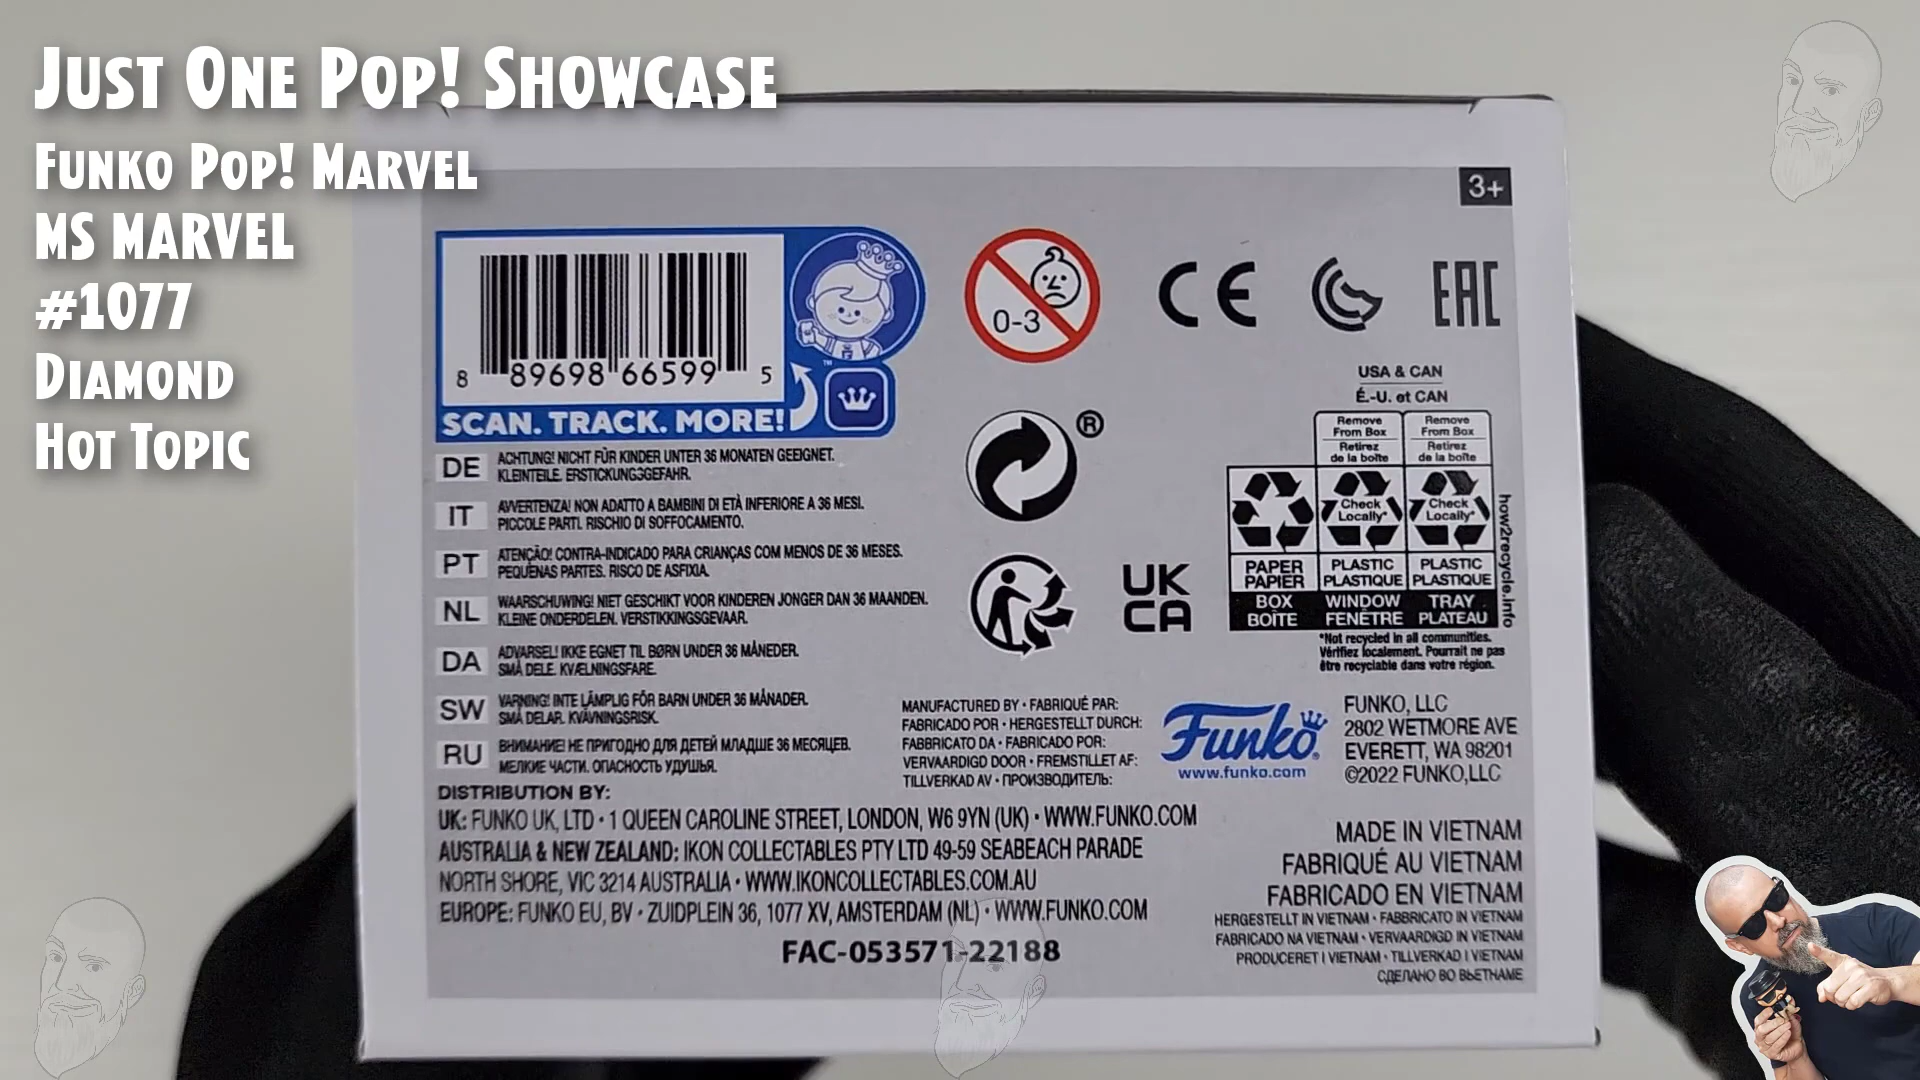 Just One Pop! Showcase
Funko Pop! Marvel
MS MARVEL
#1077
Diamond
Hot Topic
3+
8 89698 66599 5
SCAN. TRACK. MORE!
™
0-3
CE
EAC
®
UK
CA
USA & CAN
É.-U. et CAN
Remove From Box
Retirez de la boîte
Remove From Box
Retirez de la boîte
Check Locally*
Check Locally*
PAPER
PAPIER
BOX
BOÎTE
PLASTIC
PLASTIQUE
WINDOW
FENÊTRE
PLASTIC
PLASTIQUE
TRAY
PLATEAU
how2recycle.info
*Not recycled in all communities.
Vérifiez localement. Pourrait ne pas
être recyclable dans votre région.
DE ACHTUNG! NICHT FÜR KINDER UNTER 36 MONATEN GEEIGNET.
KLEINTEILE. ERSTICKUNGSGEFAHR.
IT AVVERTENZA! NON ADATTO A BAMBINI DI ETÀ INFERIORE A 36 MESI.
PICCOLE PARTI. RISCHIO DI SOFFOCAMENTO.
PT ATENÇÃO! CONTRA-INDICADO PARA CRIANÇAS COM MENOS DE 36 MESES.
PEQUENAS PARTES. RISCO DE ASFIXIA.
NL WAARSCHUWING! NIET GESCHIKT VOOR KINDEREN JONGER DAN 36 MAANDEN.
KLEINE ONDERDELEN. VERSTIKKINGSGEVAAR.
DA ADVARSEL! IKKE EGNET TIL BØRN UNDER 36 MÅNEDER.
SMÅ DELE. KVÆLNINGSFARE.
SW VARNING! INTE LÄMPLIG FÖR BARN UNDER 36 MÅNADER.
SMÅ DELAR. KVÄVNINGSRISK.
RU ВНИМАНИЕ! НЕ ПРИГОДНО ДЛЯ ДЕТЕЙ МЛАДШЕ 36 МЕСЯЦЕВ.
МЕЛКИЕ ЧАСТИ. ОПАСНОСТЬ УДУШЬЯ.
MANUFACTURED BY • FABRIQUÉ PAR:
FABRICADO POR • HERGESTELLT DURCH:
FABBRICATO DA • FABRICADO POR:
VERVAARDIGD DOOR • FREMSTILLET AF:
TILLVERKAD AV • ПРОИЗВОДИТЕЛЬ:
Funko®
www.funko.com
FUNKO, LLC
2802 WETMORE AVE
EVERETT, WA 98201
©2022 FUNKO,LLC
DISTRIBUTION BY:
UK: FUNKO UK, LTD • 1 QUEEN CAROLINE STREET, LONDON, W6 9YN (UK) • WWW.FUNKO.COM
AUSTRALIA & NEW ZEALAND: IKON COLLECTABLES PTY LTD 49-59 SEABEACH PARADE
NORTH SHORE, VIC 3214 AUSTRALIA • WWW.IKONCOLLECTABLES.COM.AU
EUROPE: FUNKO EU, BV • ZUIDPLEIN 36, 1077 XV, AMSTERDAM (NL) • WWW.FUNKO.COM
FAC-053571-22188
MADE IN VIETNAM
FABRIQUÉ AU VIETNAM
FABRICADO EN VIETNAM
HERGESTELLT IN VIETNAM • FABBRICATO IN VIETNAM
FABRICADO NA VIETNAM • VERVAARDIGD IN VIETNAM
PRODUCERET I VIETNAM • TILLVERKAD I VIETNAM
СДЕЛАНО ВО ВЬЕТНАМЕ